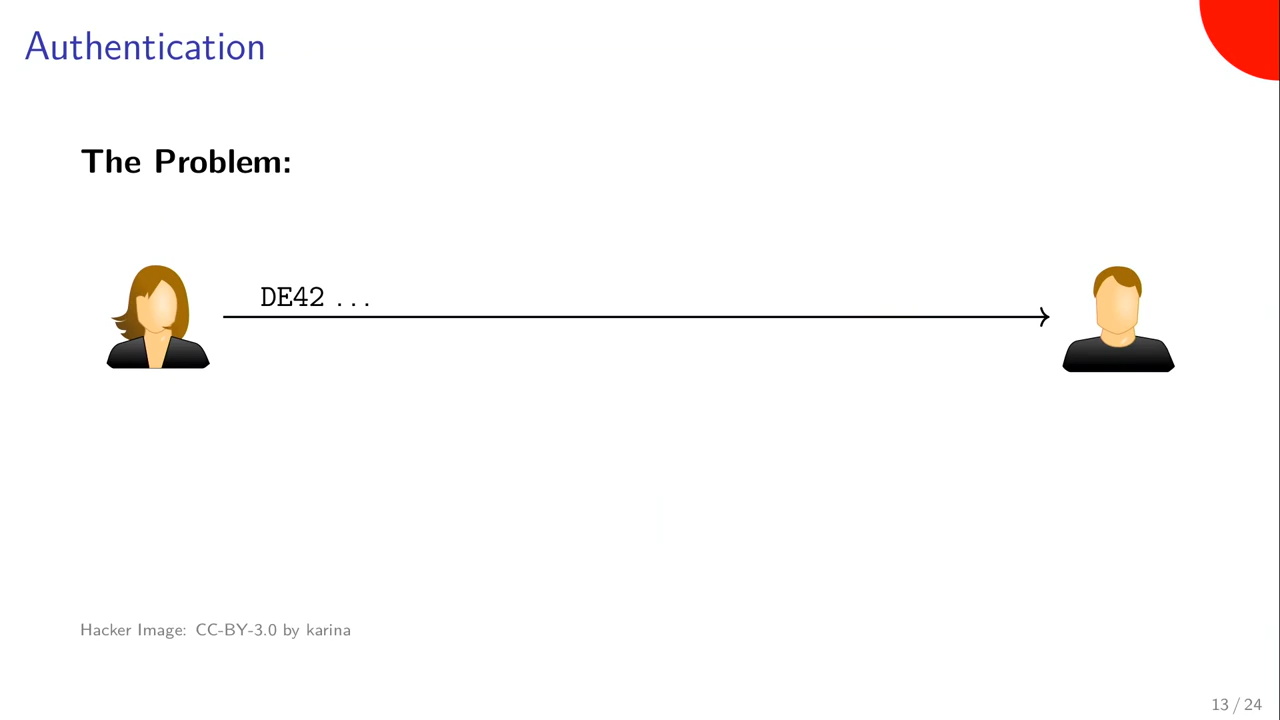 Authentication
The Problem:
DE42 ...
Hacker Image: CC-BY-3.0 by karina
13 / 24